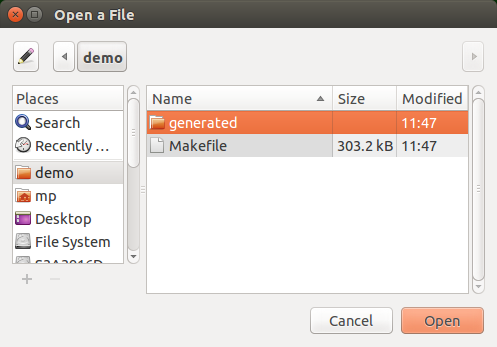 Open a File
demo
Places
Name Size Modified
Search
Recently ...
demo
mp
Desktop
File System
generated 11:47
Makefile 303.2 kB 11:47
Cancel Open